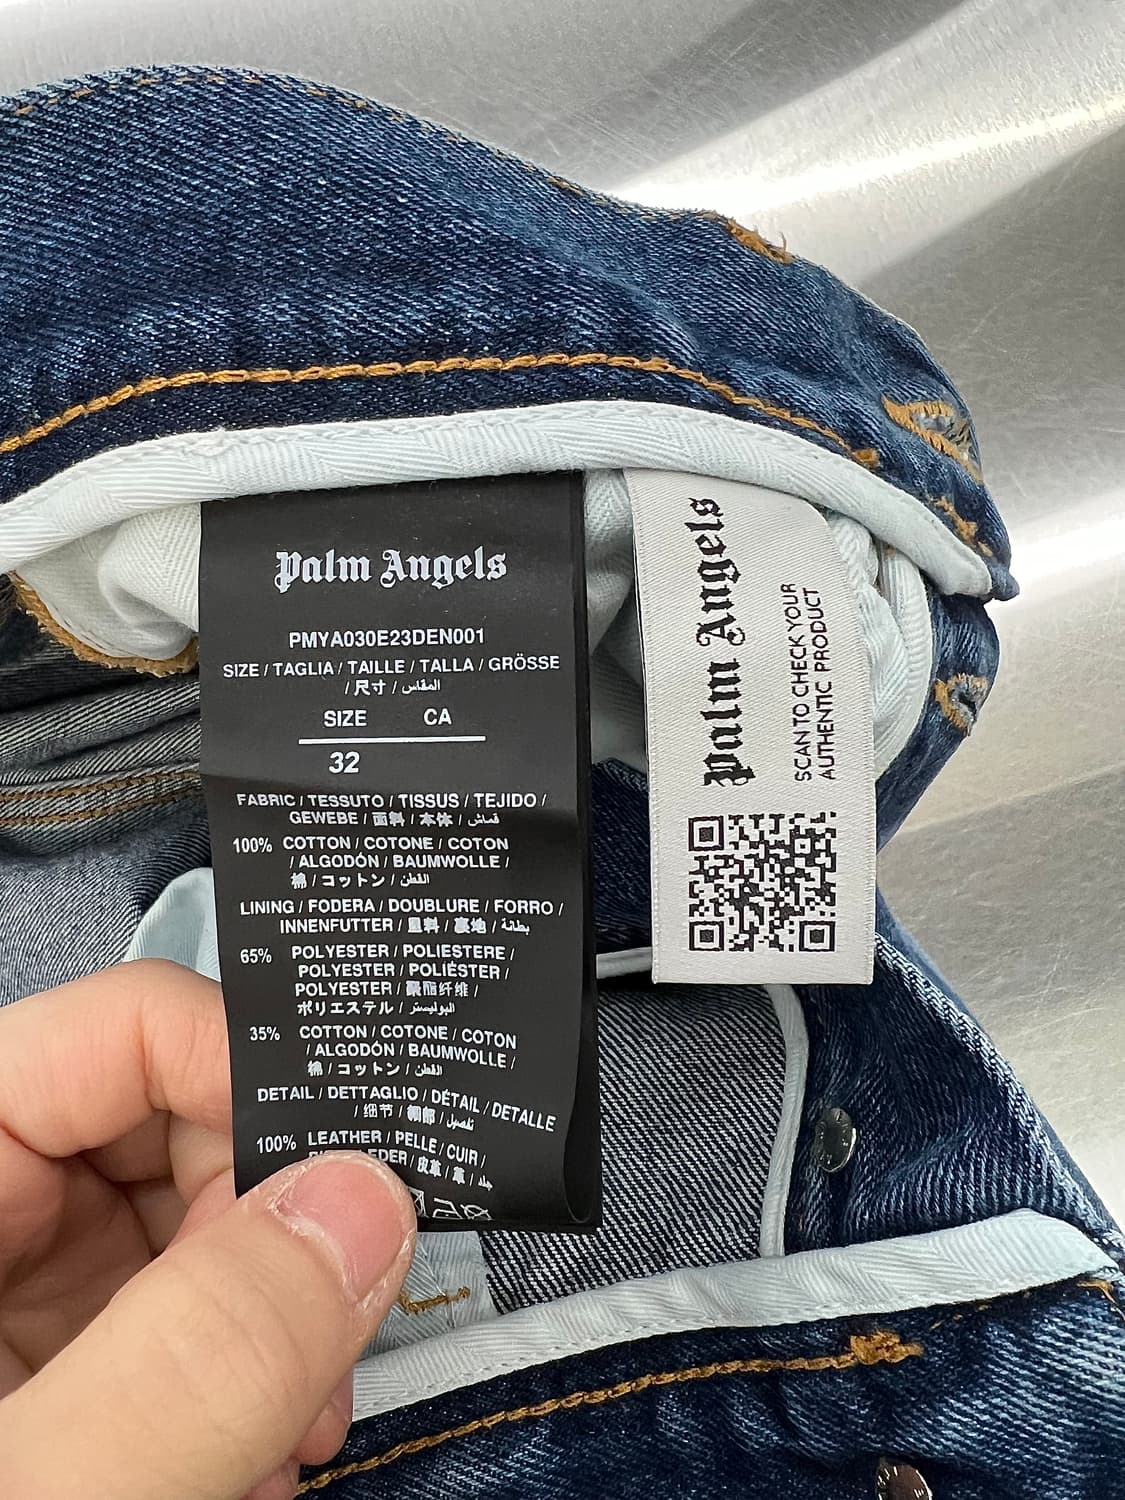 Palm Angels
PMYA030E23DEN001
SIZE / TAGLIA / TAILLE / TALLA / GRÖSSE
/ 尺寸 / المقاس
SIZE CA
32
FABRIC / TESSUTO / TISSUS / TEJIDO /
GEWEBE / 面料 / 本体 / قماش
100% COTTON / COTONE / COTON
/ ALGODÓN / BAUMWOLLE /
棉 / コットン / القطن
LINING / FODERA / DOUBLURE / FORRO /
INNENFUTTER / 里料 / 裏地 / بطانة
65% POLYESTER / POLIESTERE /
POLYESTER / POLIÉSTER /
POLYESTER / 聚酯纤维 /
ポリエステル / البوليستر
35% COTTON / COTONE / COTON
/ ALGODÓN / BAUMWOLLE /
棉 / コットン / القطن
DETAIL / DETTAGLIO / DÉTAIL / DETALLE
/ 细节 / تفصيل
100% LEATHER / PELLE / CUIR /
/ 皮革 / 革 / جلد
Palm Angels
SCAN TO CHECK YOUR
AUTHENTIC PRODUCT